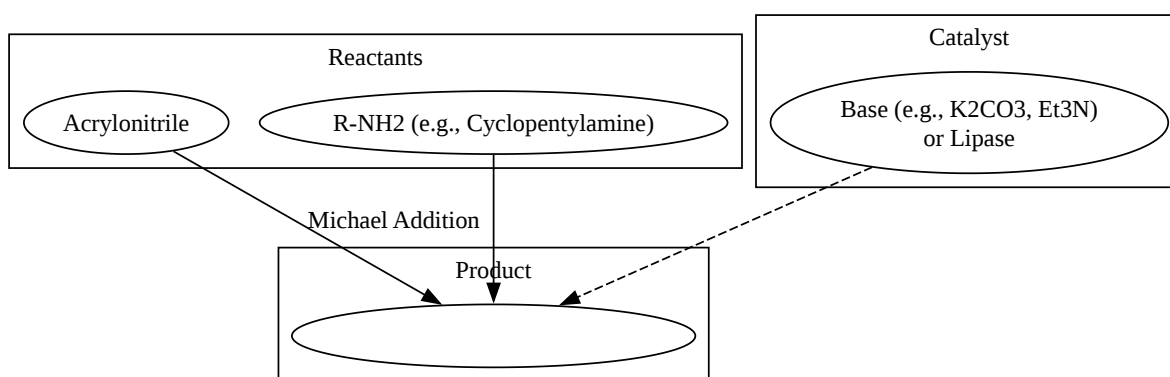 Reactants
Acrylonitrile
R-NH2 (e.g., Cyclopentylamine)
Catalyst
Base (e.g., K2CO3, Et3N)
or Lipase
Michael Addition
Product